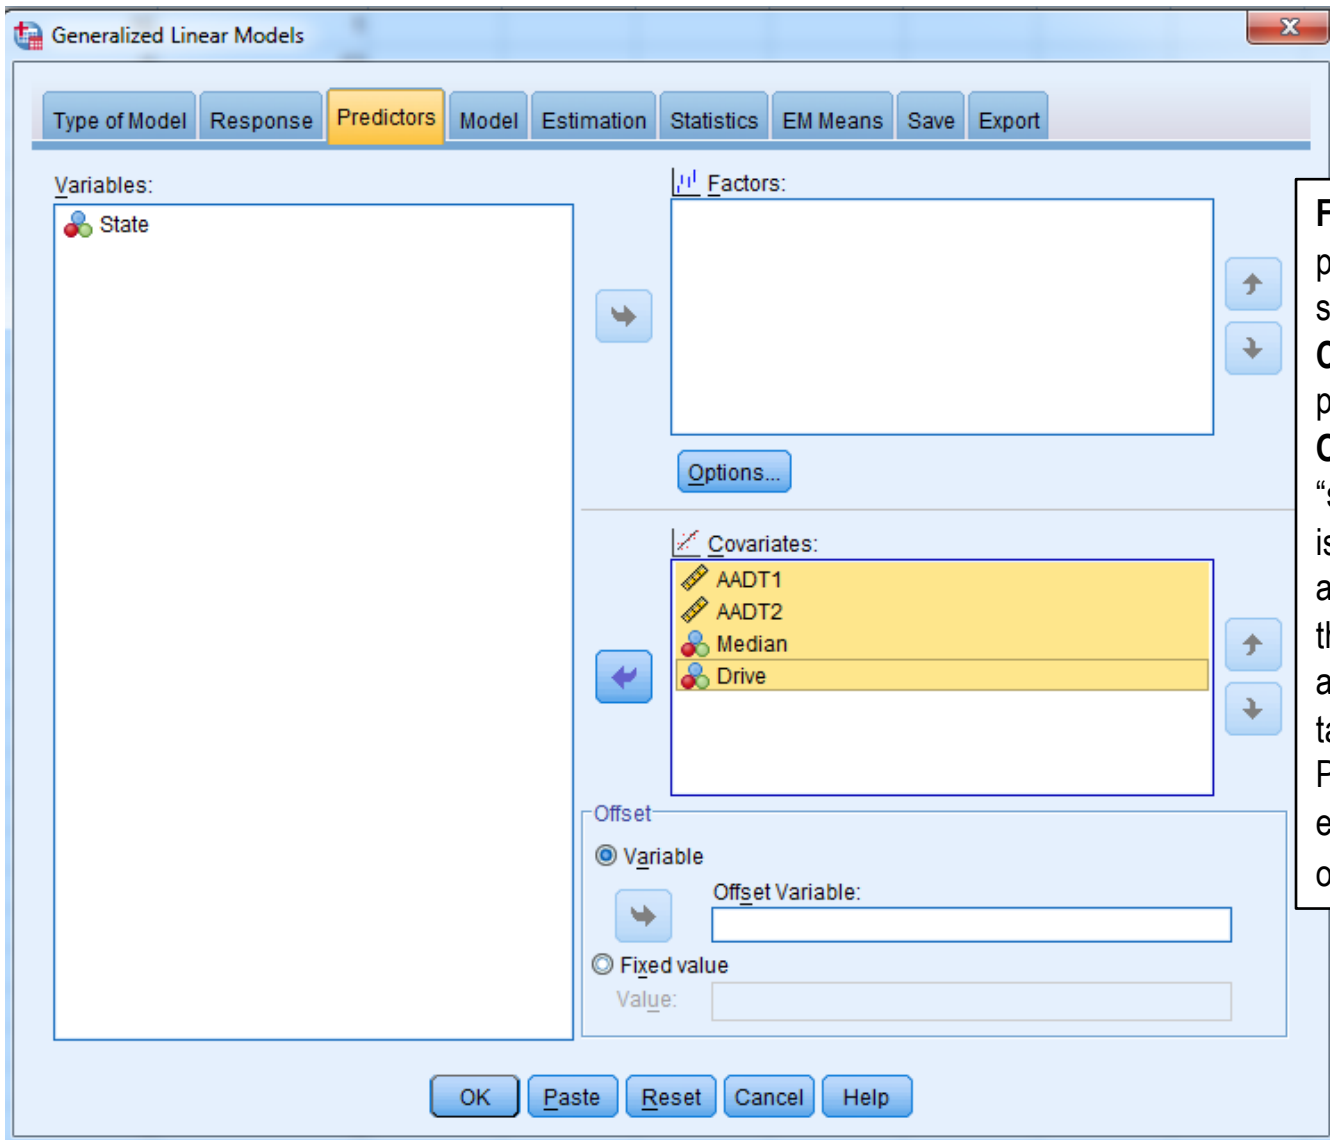 Generalized Linear Models
Type of Model Response Predictors Model Estimation Statistics EM Means Save Export
Variables:
State
Factors:
Options...
Covariates:
AADT1
AADT2
Median
Drive
Offset
Variable
Offset Variable:
Fixed value
Value:
OK Paste Reset Cancel Help